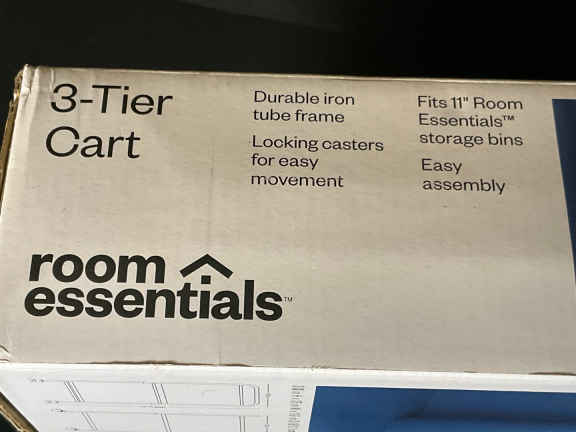 3-Tier
Cart
Durable iron
tube frame
Locking casters
for easy
movement
Fits 11" Room
Essentials™
storage bins
Easy
assembly
room
essentials™